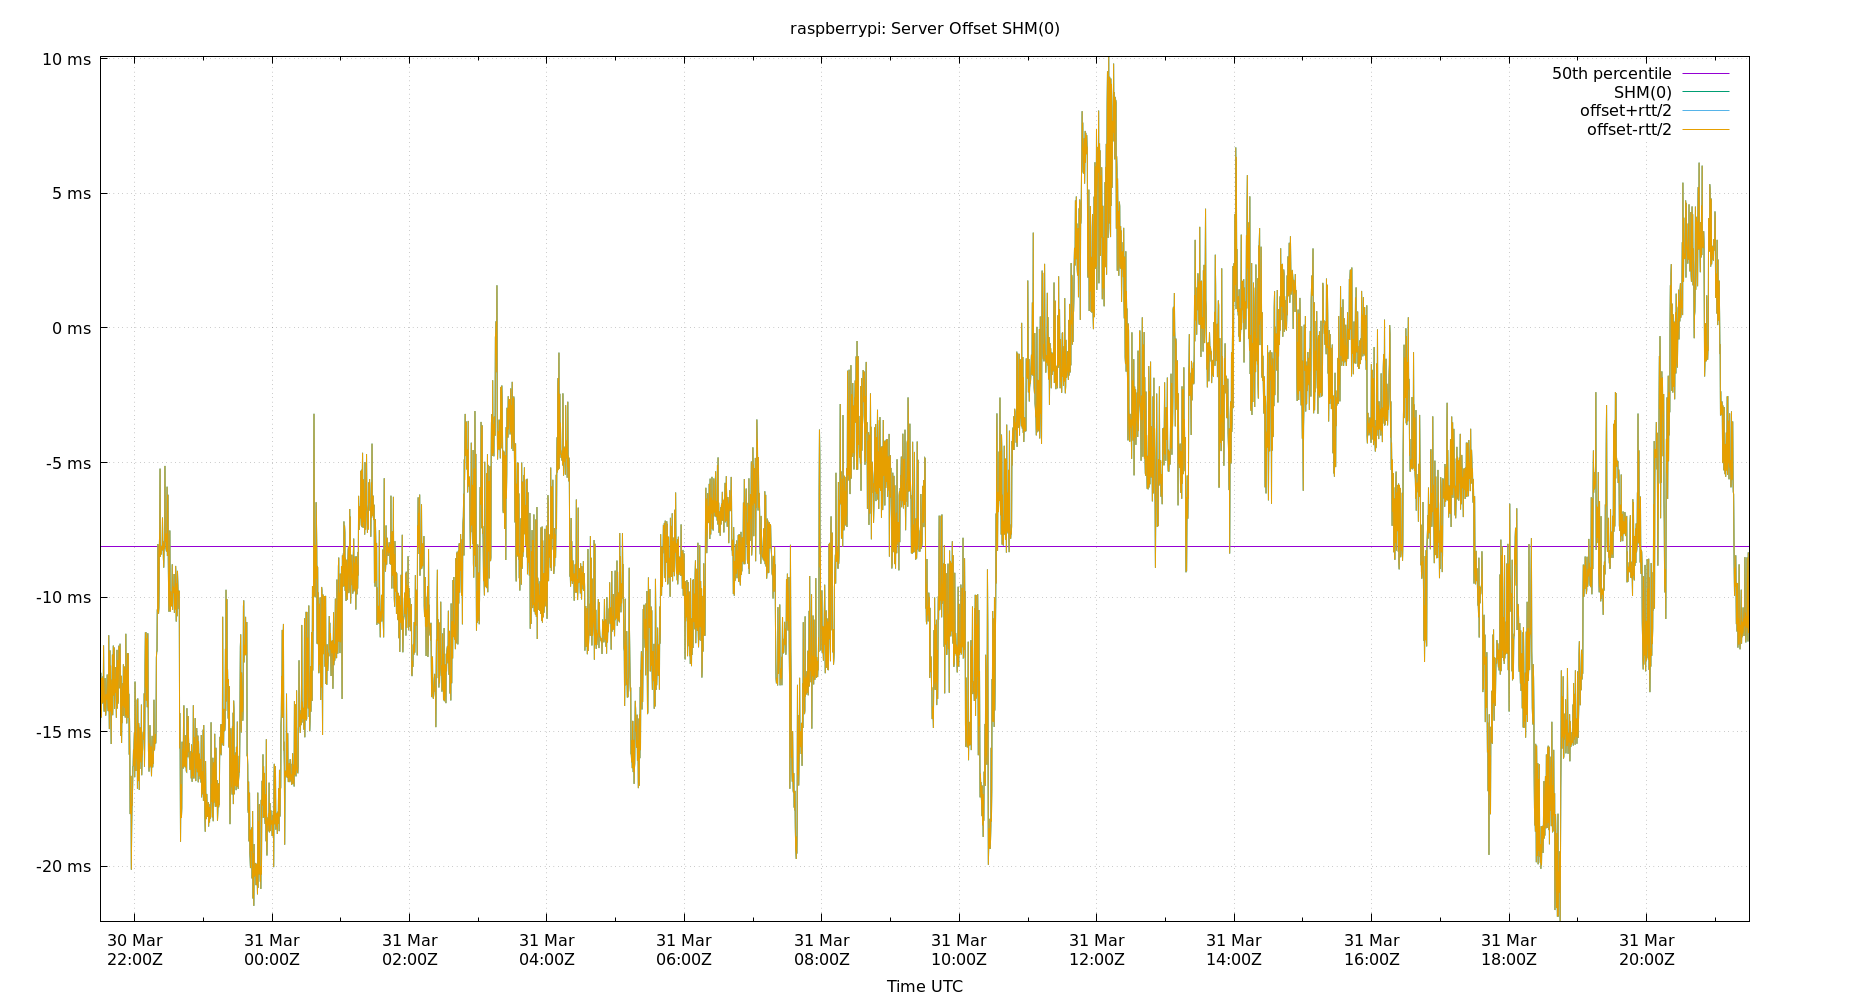 raspberrypi: Server Offset SHM(0)
50th percentile
SHM(0)
offset+rtt/2
offset-rtt/2
10 ms
5 ms
0 ms
-5 ms
-10 ms
-15 ms
-20 ms
30 Mar 31 Mar 31 Mar 31 Mar 31 Mar 31 Mar 31 Mar 31 Mar 31 Mar 31 Mar 31 Mar 31 Mar
22:00Z 00:00Z 02:00Z 04:00Z 06:00Z 08:00Z 10:00Z 12:00Z 14:00Z 16:00Z 18:00Z 20:00Z
Time UTC